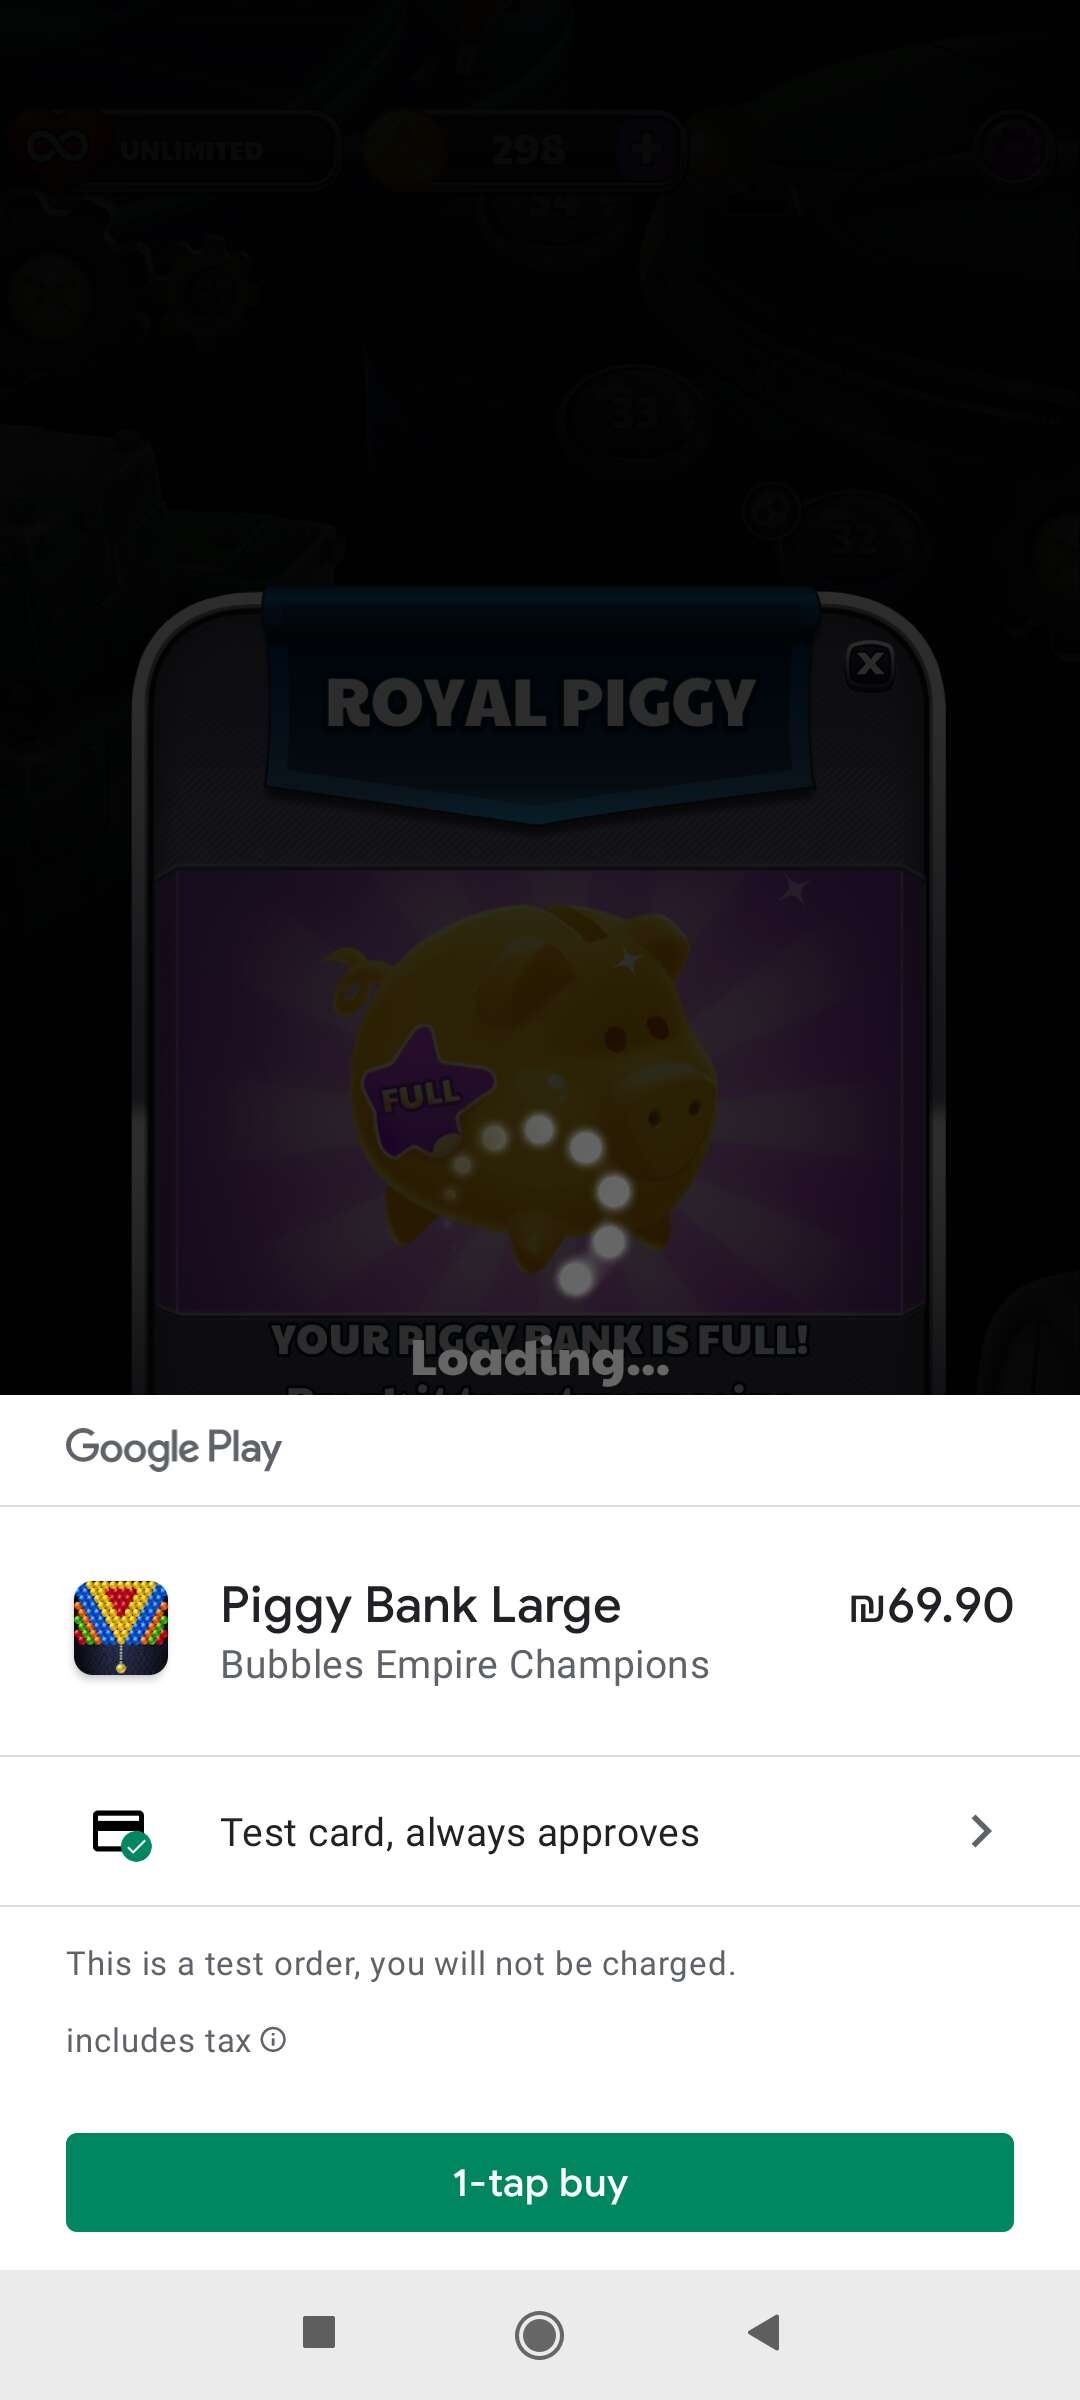 UNLIMITED
298
+
94
33
32
ROYAL PIGGY
X
FULL
YOUR PIGGY BANK IS FULL!
Loading...
Google Play
Piggy Bank Large
₪69.90
Bubbles Empire Champions
Test card, always approves
This is a test order, you will not be charged.
includes tax
1-tap buy